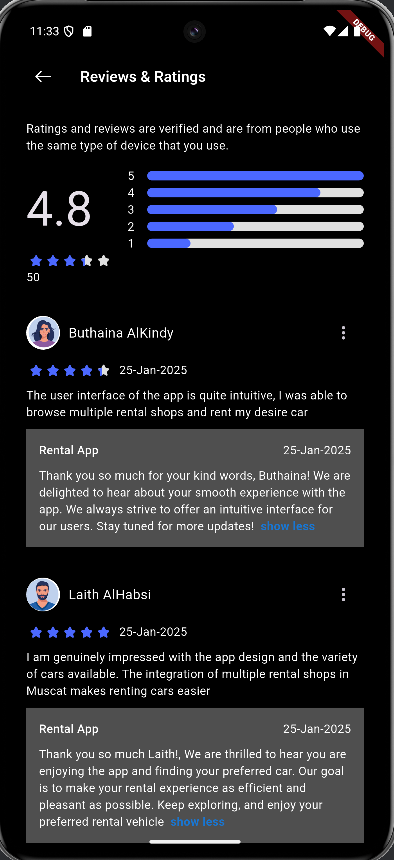 11:33
DEBUG
Reviews & Ratings
Ratings and reviews are verified and are from people who use
the same type of device that you use.
4.8
5
4
3
2
1
50
Buthaina AlKindy
25-Jan-2025
The user interface of the app is quite intuitive, I was able to
browse multiple rental shops and rent my desire car
Rental App 25-Jan-2025
Thank you so much for your kind words, Buthaina! We are
delighted to hear about your smooth experience with the
app. We always strive to offer an intuitive interface for
our users. Stay tuned for more updates! show less
Laith AlHabsi
25-Jan-2025
I am genuinely impressed with the app design and the variety
of cars available. The integration of multiple rental shops in
Muscat makes renting cars easier
Rental App 25-Jan-2025
Thank you so much Laith!, We are thrilled to hear you are
enjoying the app and finding your preferred car. Our goal
is to make your rental experience as efficient and
pleasant as possible. Keep exploring, and enjoy your
preferred rental vehicle show less